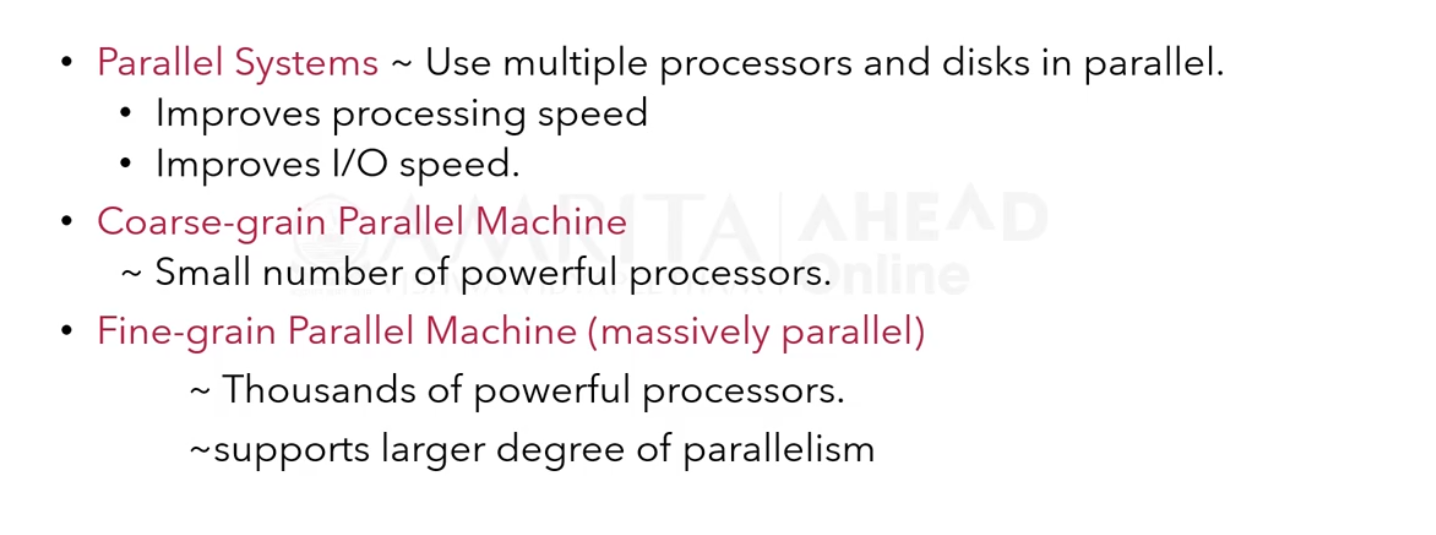 • Parallel Systems ~ Use multiple processors and disks in parallel.
• Improves processing speed
• Improves I/O speed.
• Coarse-grain Parallel Machine
~ Small number of powerful processors.
• Fine-grain Parallel Machine (massively parallel)
~ Thousands of powerful processors.
~supports larger degree of parallelism
AMRITA AHEAD
Online